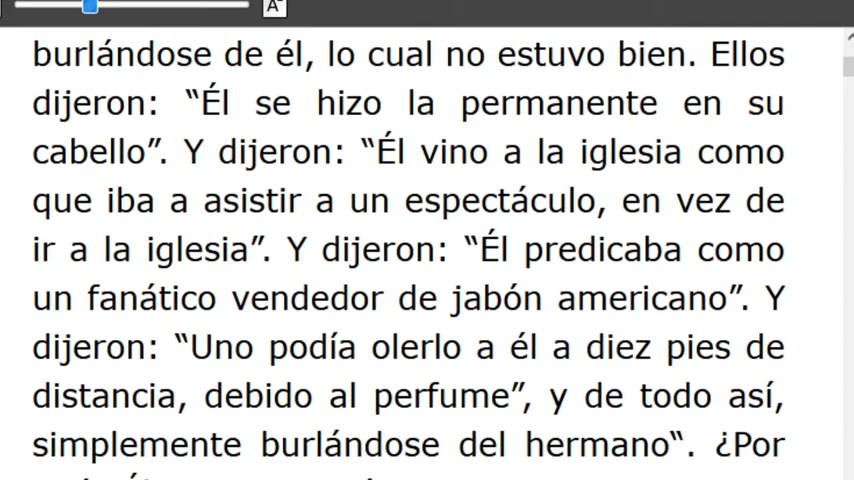 A
burlándose de él, lo cual no estuvo bien. Ellos
dijeron: “Él se hizo la permanente en su
cabello”. Y dijeron: “Él vino a la iglesia como
que iba a asistir a un espectáculo, en vez de
ir a la iglesia”. Y dijeron: “Él predicaba como
un fanático vendedor de jabón americano”. Y
dijeron: “Uno podía olerlo a él a diez pies de
distancia, debido al perfume”, y de todo así,
simplemente burlándose del hermano“. ¿Por